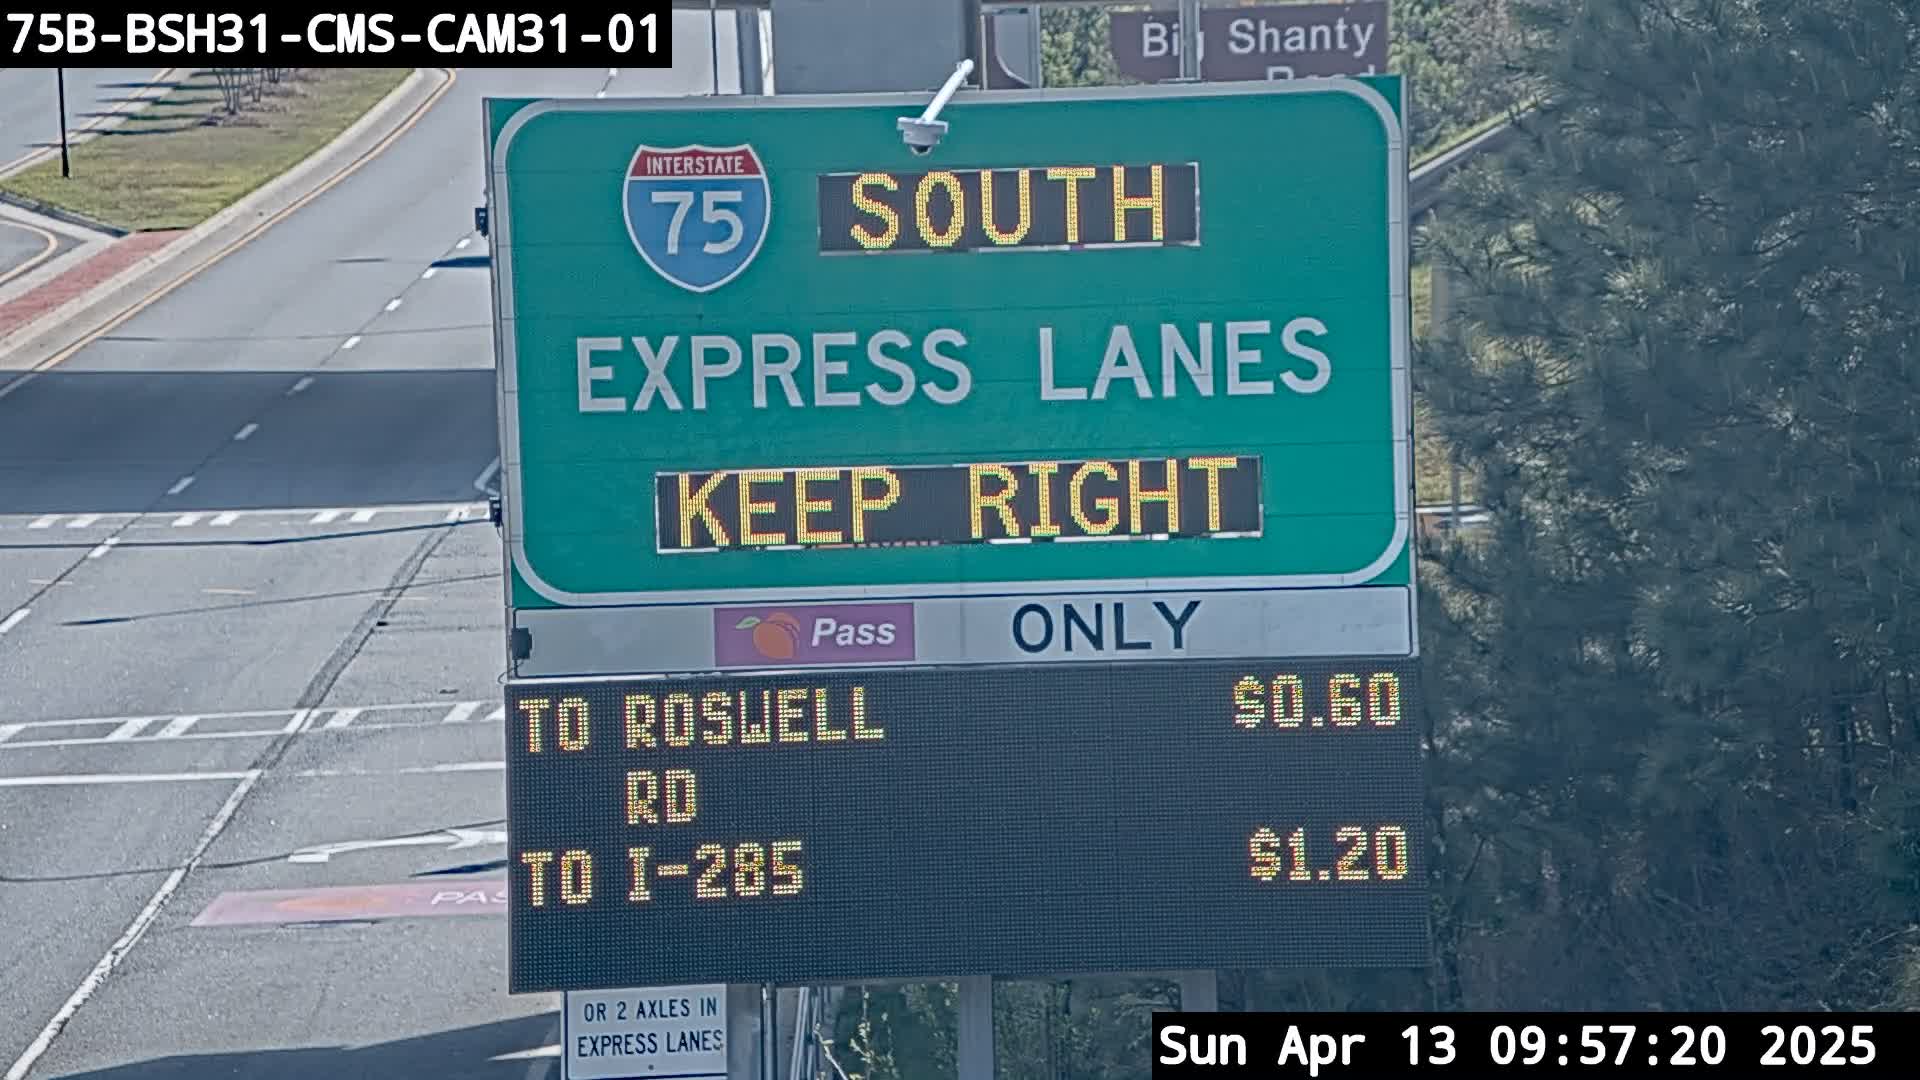 75B-BSH31-CMS-CAM31-01
Big Shanty
Road
INTERSTATE
75
SOUTH
EXPRESS LANES
KEEP RIGHT
Pass ONLY
TO ROSWELL $0.60
RD
TO I-285 $1.20
PAS
OR 2 AXLES IN
EXPRESS LANES
Sun Apr 13 09:57:20 2025